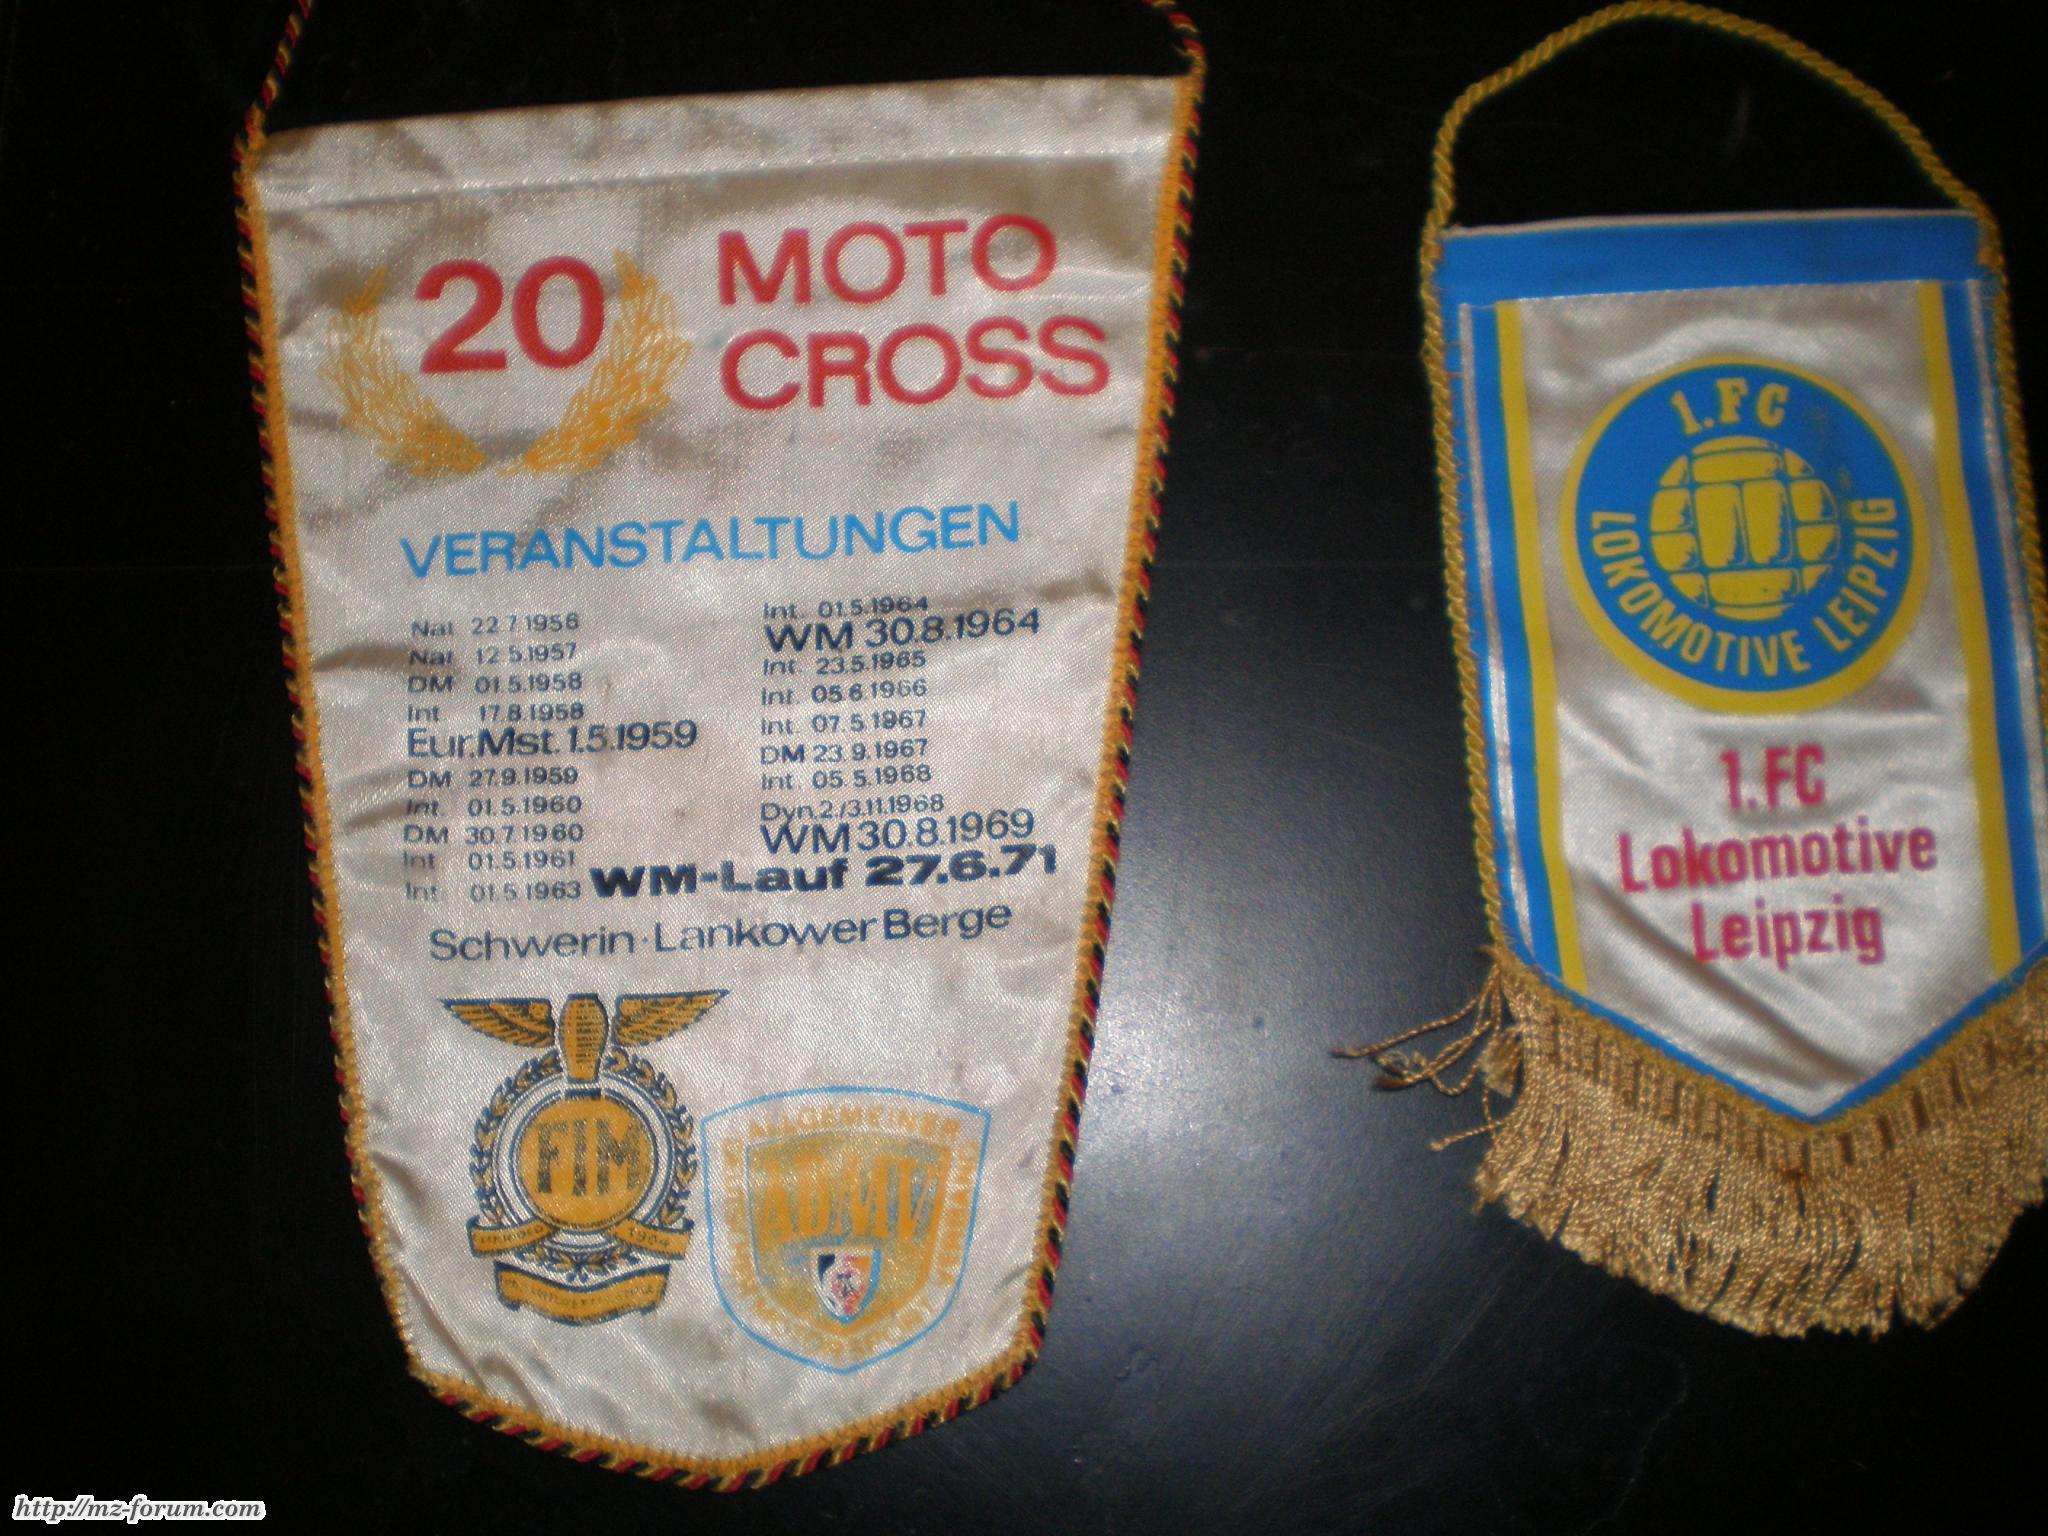 20
MOTO
CROSS
VERANSTALTUNGEN
Nat 22.7.1956
Nat 12.5.1957
DM 01.5.1958
Int 17.8.1958
Eur.Mst. 1.5.1959
DM 27.9.1959
Int. 01.5.1960
DM 30.7.1960
Int 01.5.1961
Int. 01.5.1963
Int. 01.5.1964
WM 30.8.1964
Int. 23.5.1965
Int. 05.6.1966
Int. 07.5.1967
DM 23.9.1967
Int. 05.5.1968
Dyn.2./3.11.1968
WM 30.8.1969
WM-Lauf 27.6.71
Schwerin·Lankower Berge
FIM
1904
ALLGEMEINER
VERBAND
ADMV
1.FC
LOKOMOTIVE LEIPZIG
1.FC
Lokomotive
Leipzig
http://mz-forum.com